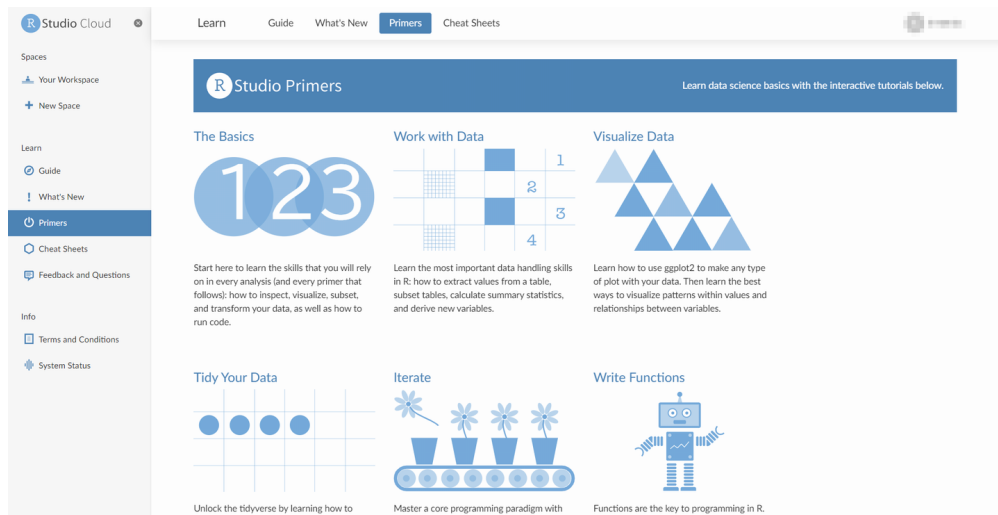 R Studio Cloud
Spaces
Your Workspace
New Space
Learn
Guide
What's New
Primers
Cheat Sheets
Feedback and Questions
Info
Terms and Conditions
System Status
Learn Guide What's New Primers Cheat Sheets
R Studio Primers
Learn data science basics with the interactive tutorials below.
The Basics
123
Start here to learn the skills that you will rely
on in every analysis (and every primer that
follows): how to inspect, visualize, subset,
and transform your data, as well as how to
run code.
Work with Data
1
2
3
4
Learn the most important data handling skills
in R: how to extract values from a table,
subset tables, calculate summary statistics,
and derive new variables.
Visualize Data
Learn how to use ggplot2 to make any type
of plot with your data. Then learn the best
ways to visualize patterns within values and
relationships between variables.
Tidy Your Data
Unlock the tidyverse by learning how to
Iterate
Master a core programming paradigm with
Write Functions
Functions are the key to programming in R.